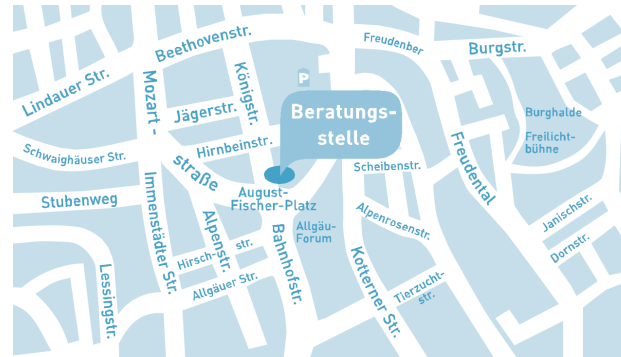 Beethovenstr.
Freudenber
Burgstr.
Lindauer Str.
Mozart -
straße
Königstr.
P
Jägerstr.
Beratungs-
stelle
Burghalde
Freilicht-
bühne
Schwaighäuser Str.
Hirnbeinstr.
Scheibenstr.
Freudental
Stubenweg
Immenstädter Str.
August-
Fischer-Platz
Alpenstr.
Hirsch-
str.
Bahnhofstr.
Allgäu-
Forum
Alpenrosenstr.
Janischstr.
Dornstr.
Lessingstr.
Allgäuer Str.
Kotterner Str.
Tierzucht-
str.